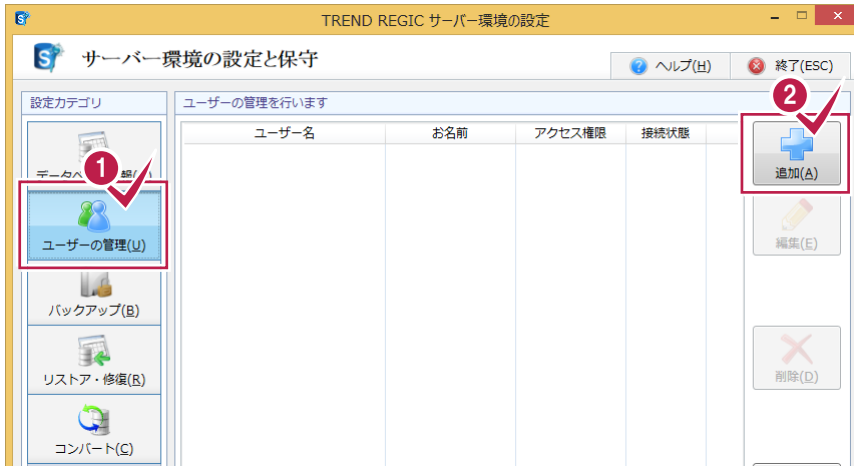 TREND REGIC サーバー環境の設定
サーバー環境の設定と保守
ヘルプ(H)
終了(ESC)
設定カテゴリ
ユーザーの管理を行います
2
ユーザー名
お名前
アクセス権限
接続状態
追加(A)
1
ユーザーの管理(U)
編集(E)
バックアップ(B)
リストア・修復(R)
削除(D)
コンバート(C)